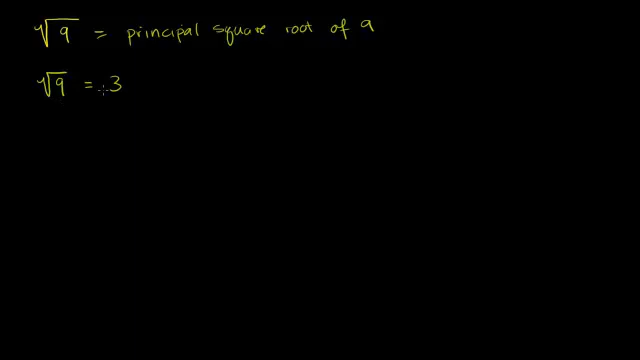 √9 = principal square root of 9
√9 = 3